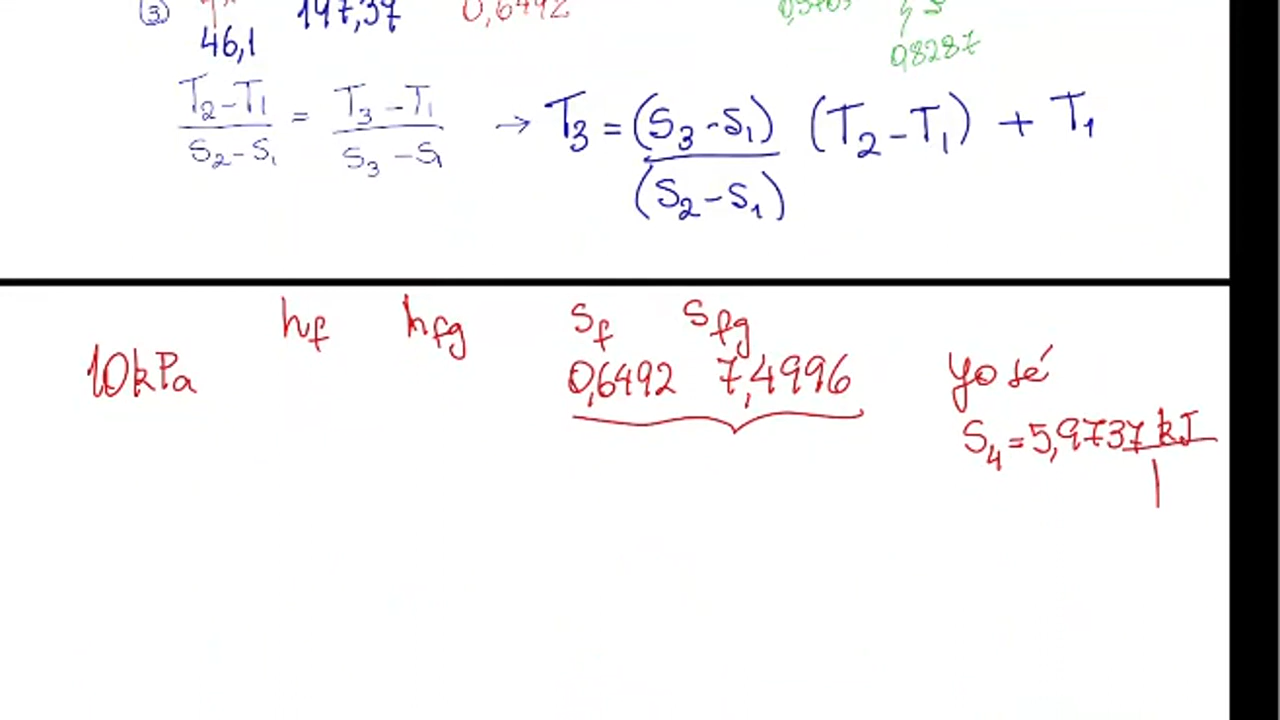 ③ 197,37 0,6492
46,1 0,8287
T₂-T₁/S₂-S₁ = T₃-T₁/S₃-S₁ → T₃ = (S₃-S₁)/(S₂-S₁) (T₂-T₁) + T₁
hf hfg Sf Sfg
10kPa 0,6492 7,4996 yo sé
S₄=5,9737 kJ